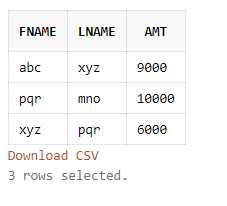 FNAME LNAME AMT
abc xyz 9000
pqr mno 10000
xyz pqr 6000
Download CSV
3 rows selected.